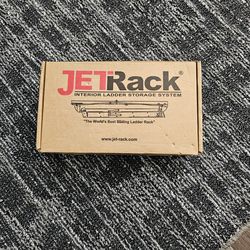 JETRACK®
INTERIOR LADDER STORAGE SYSTEM
"The World's Best Sliding Ladder Rack"
www.jet-rack.com